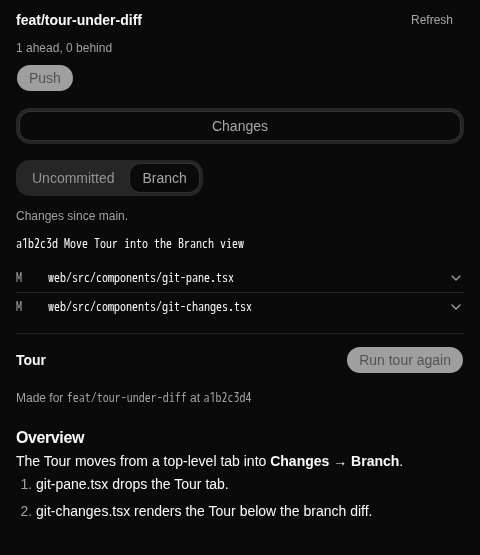 feat/tour-under-diff
Refresh
1 ahead, 0 behind
Push
Changes
Uncommitted
Branch
Changes since main.
a1b2c3d Move Tour into the Branch view
M web/src/components/git-pane.tsx
M web/src/components/git-changes.tsx
Tour
Run tour again
Made for feat/tour-under-diff at a1b2c3d4
Overview
The Tour moves from a top-level tab into Changes → Branch.
1. git-pane.tsx drops the Tour tab.
2. git-changes.tsx renders the Tour below the branch diff.